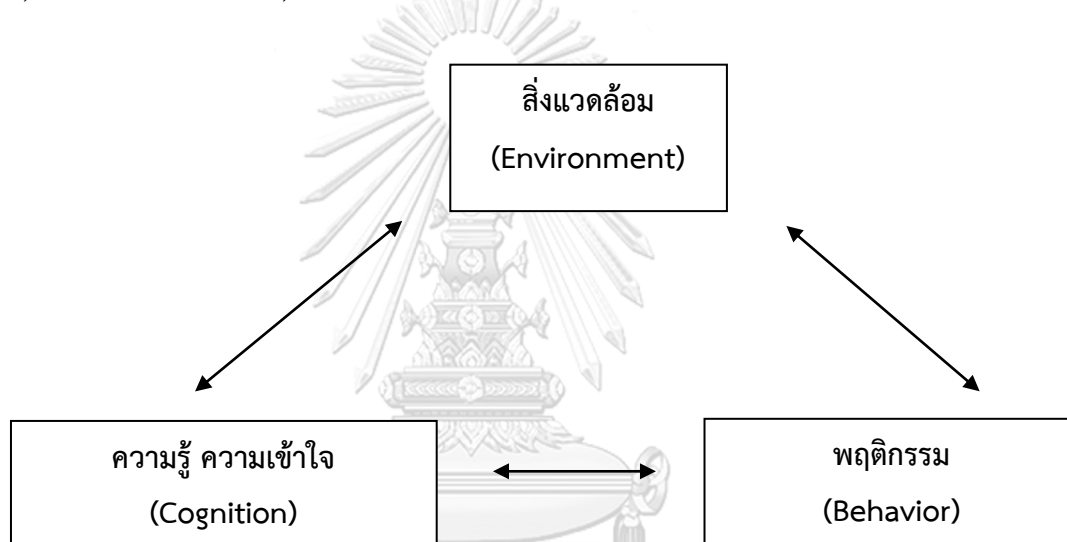 สิ่งแวดล้อม
(Environment)
ความรู้ ความเข้าใจ
(Cognition)
พฤติกรรม
(Behavior)